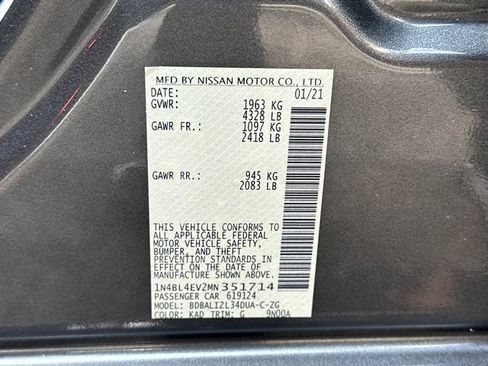 MFD BY NISSAN MOTOR CO., LTD.
DATE: 01/21
GVWR: 1963 KG
4328 LB
GAWR FR.: 1097 KG
2418 LB
GAWR RR.: 945 KG
2083 LB
THIS VEHICLE CONFORMS TO
ALL APPLICABLE FEDERAL
MOTOR VEHICLE SAFETY,
BUMPER, AND THEFT
PREVENTION STANDARDS
IN EFFECT ON THE DATE OF
MANUFACTURE SHOWN ABOVE.
1N4BL4EV2MN351714
PASSENGER CAR 619124
MODEL: BDBALIZL34DUA-C-ZG
COLOR: KAD TRIM: G 9N00A